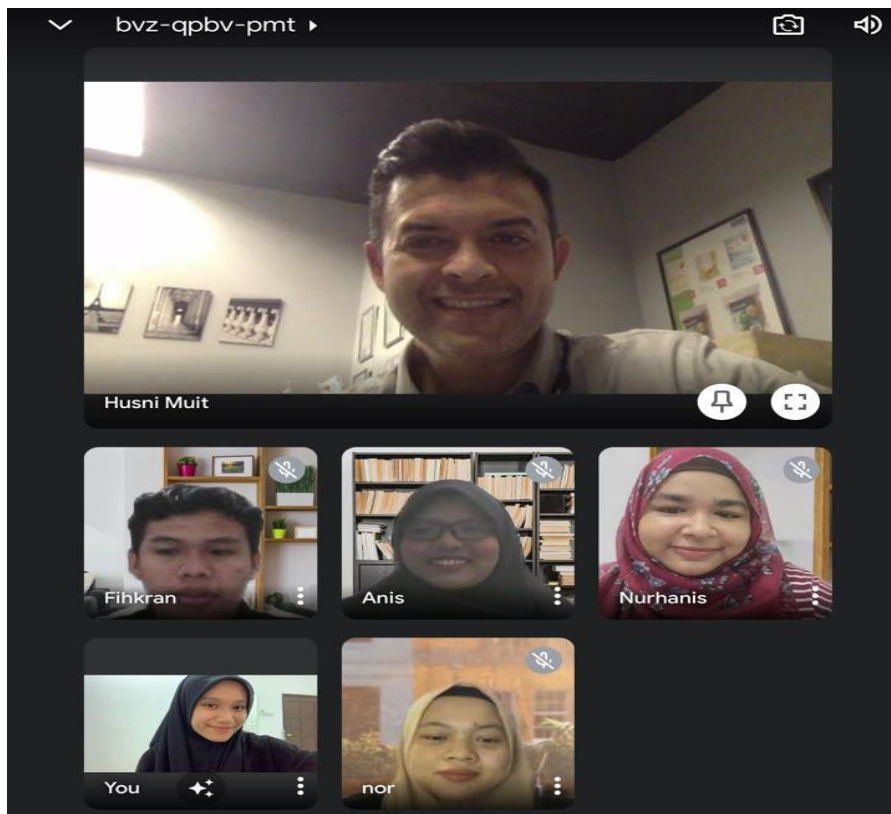 bvz-qpbv-pmt
Husni Muit
Fihkran
Anis
Nurhanis
You
nor